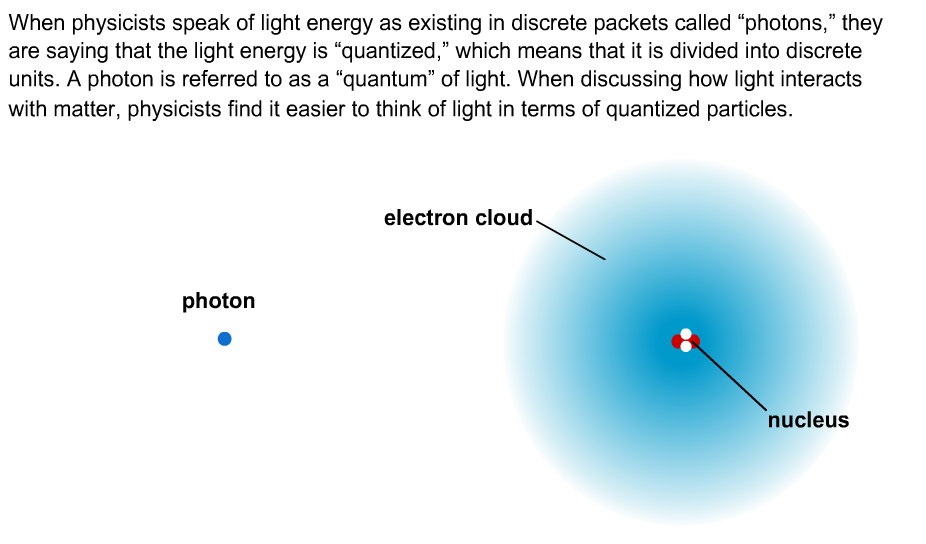 When physicists speak of light energy as existing in discrete packets called “photons,” they
are saying that the light energy is “quantized,” which means that it is divided into discrete
units. A photon is referred to as a “quantum” of light. When discussing how light interacts
with matter, physicists find it easier to think of light in terms of quantized particles.
electron cloud
photon
nucleus